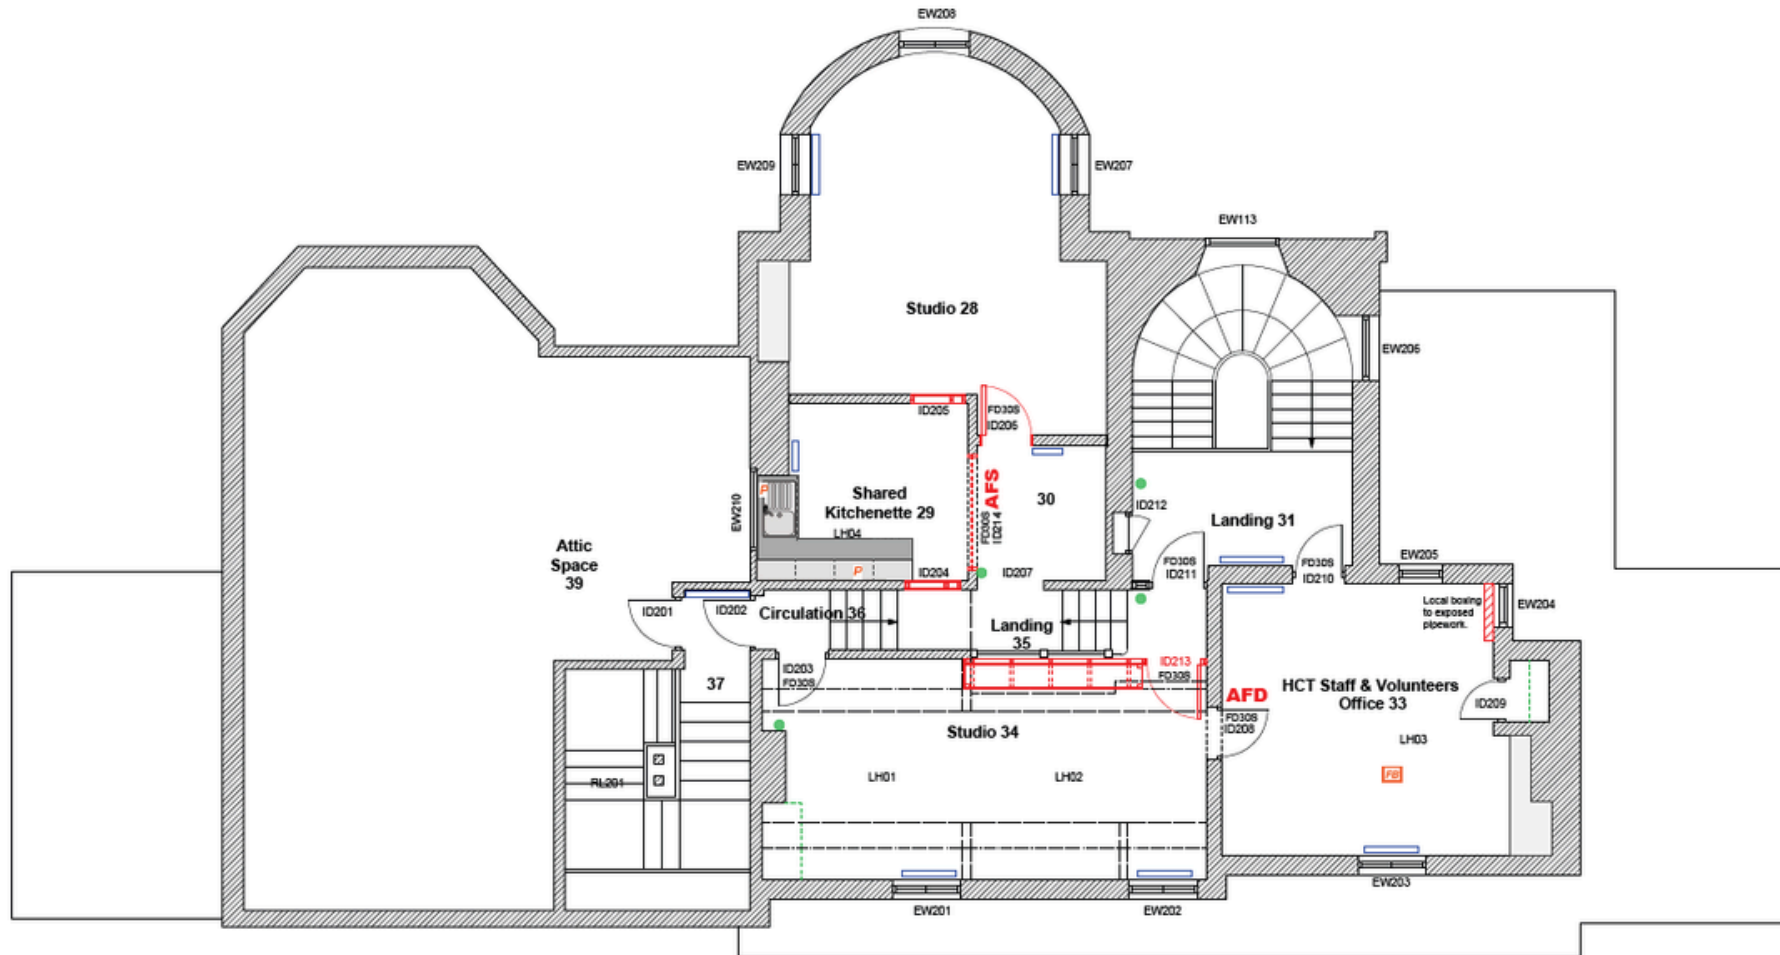 EW208
EW209
EW207
EW113
Studio 28
EW206
ID205
FD30S
ID206
AFS
FD30S
ID214
30
Shared
Kitchenette 29
LH04
P
P
EW210
ID212
Landing 31
FD30S
ID211
FD30S
ID210
EW205
Attic
Space
39
ID204
ID207
Local boxing
to exposed
pipework.
EW204
ID201
ID202
Circulation 36
Landing
35
ID203
FD30S
ID213
FD30S
37
AFD
HCT Staff & Volunteers
Office 33
FD30S
ID208
ID209
Studio 34
LH03
RL201
LH01
LH02
FB
EW203
EW201
EW202